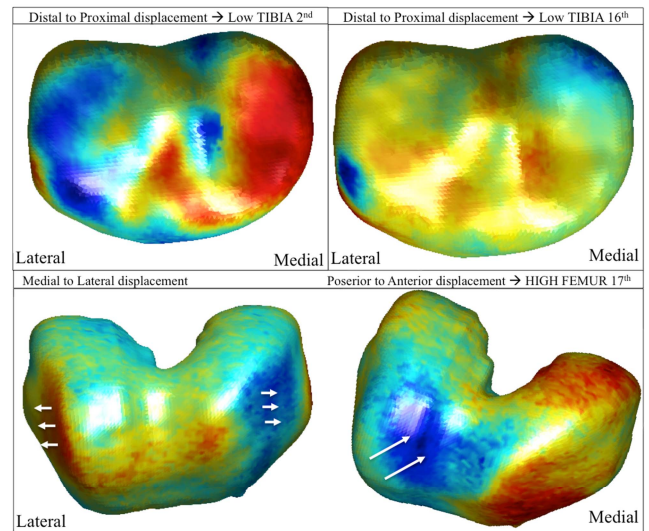 Distal to Proximal displacement → Low TIBIA 2nd
Distal to Proximal displacement → Low TIBIA 16th
Lateral
Medial
Lateral
Medial
Medial to Lateral displacement
Poserior to Anterior displacement → HIGH FEMUR 17th
Lateral
Medial